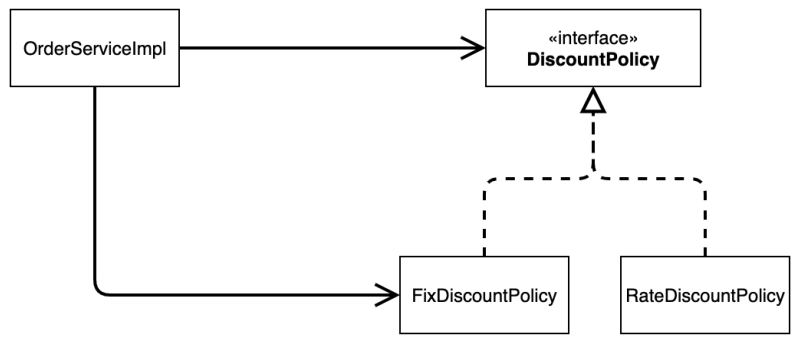 OrderServiceImpl
«interface»
DiscountPolicy
FixDiscountPolicy
RateDiscountPolicy